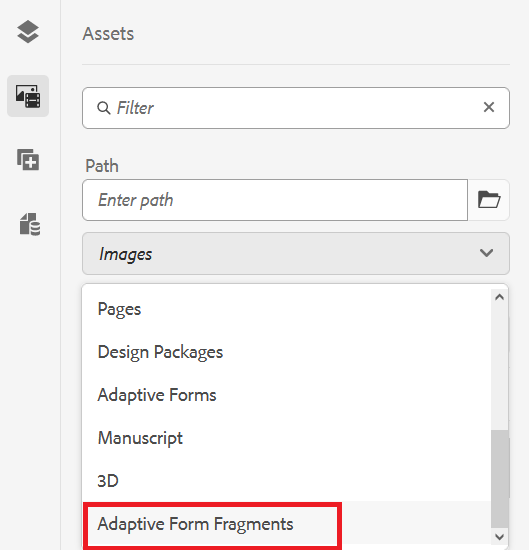 Assets
Filter
Path
Enter path
Images
Pages
Design Packages
Adaptive Forms
Manuscript
3D
Adaptive Form Fragments